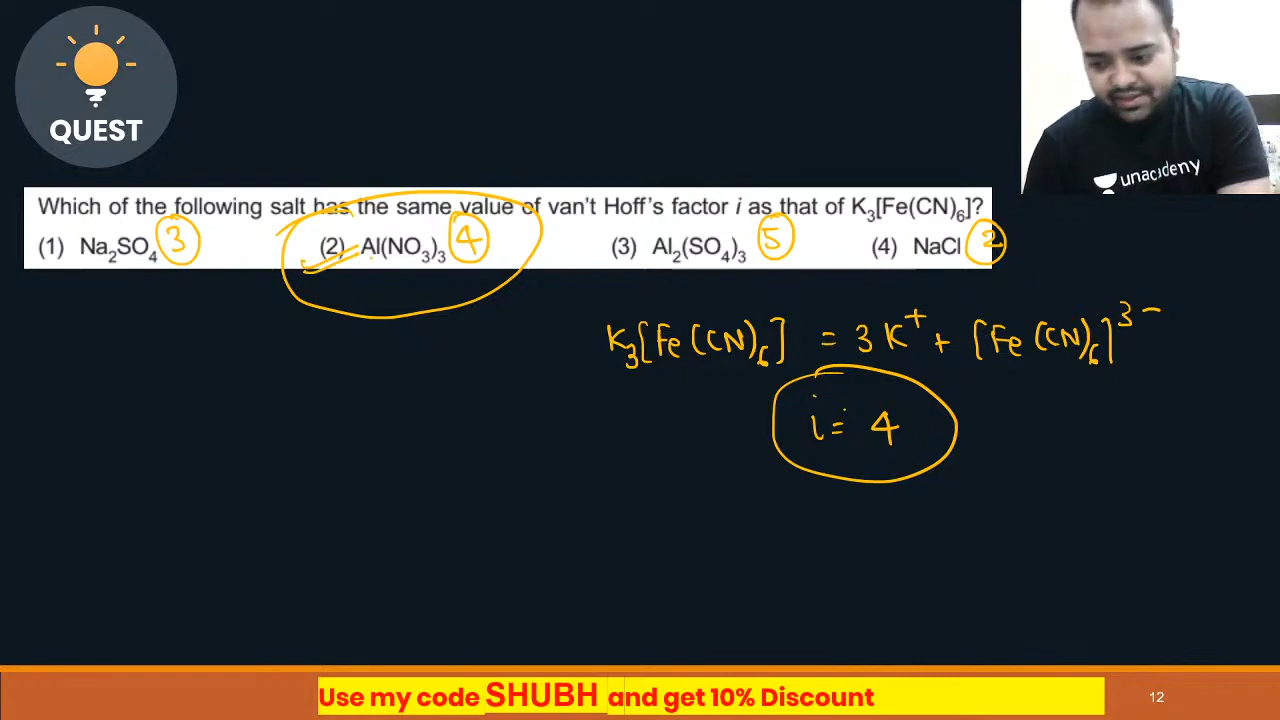 QUEST
unacademy
Which of the following salt has the same value of van't Hoff's factor i as that of K₃[Fe(CN)₆]?
(1) Na₂SO₄ 3 (2) Al(NO₃)₃ 4 (3) Al₂(SO₄)₃ 5 (4) NaCl 2
K₃[Fe(CN)₆] = 3K⁺ + [Fe(CN)₆]³⁻
i = 4
Use my code SHUBH and get 10% Discount
12